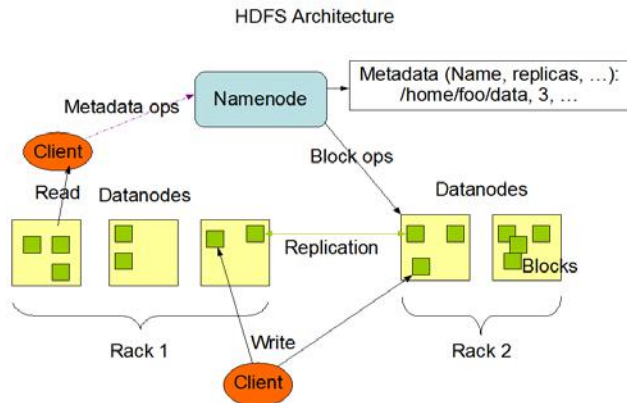 HDFS Architecture
Metadata (Name, replicas, …):
/home/foo/data, 3, …
Namenode
Metadata ops
Client
Block ops
Read
Datanodes
Datanodes
Replication
Blocks
Rack 1
Write
Rack 2
Client